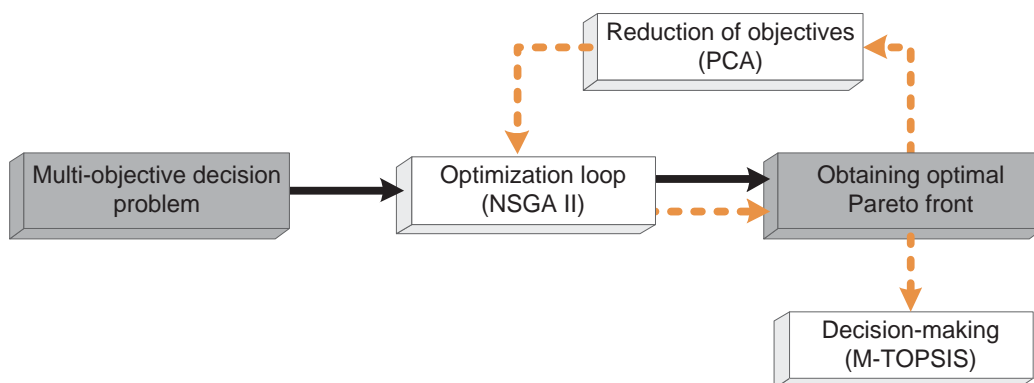 Reduction of objectives
(PCA)
Multi-objective decision
problem
Optimization loop
(NSGA II)
Obtaining optimal
Pareto front
Decision-making
(M-TOPSIS)